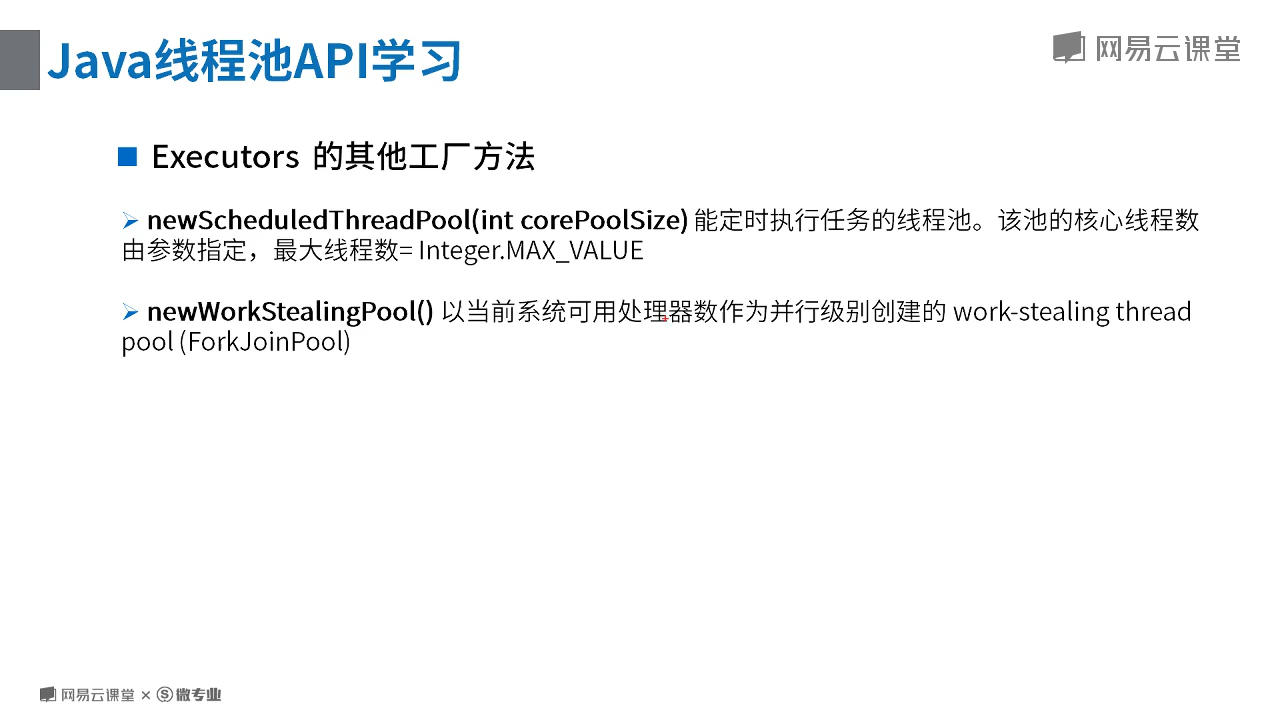 Java线程池API学习
网易云课堂
Executors 的其他工厂方法
newScheduledThreadPool(int corePoolSize) 能定时执行任务的线程池。该池的核心线程数
由参数指定，最大线程数= Integer.MAX_VALUE
newWorkStealingPool() 以当前系统可用处理器数作为并行级别创建的 work-stealing thread
pool (ForkJoinPool)
网易云课堂 × S 微专业